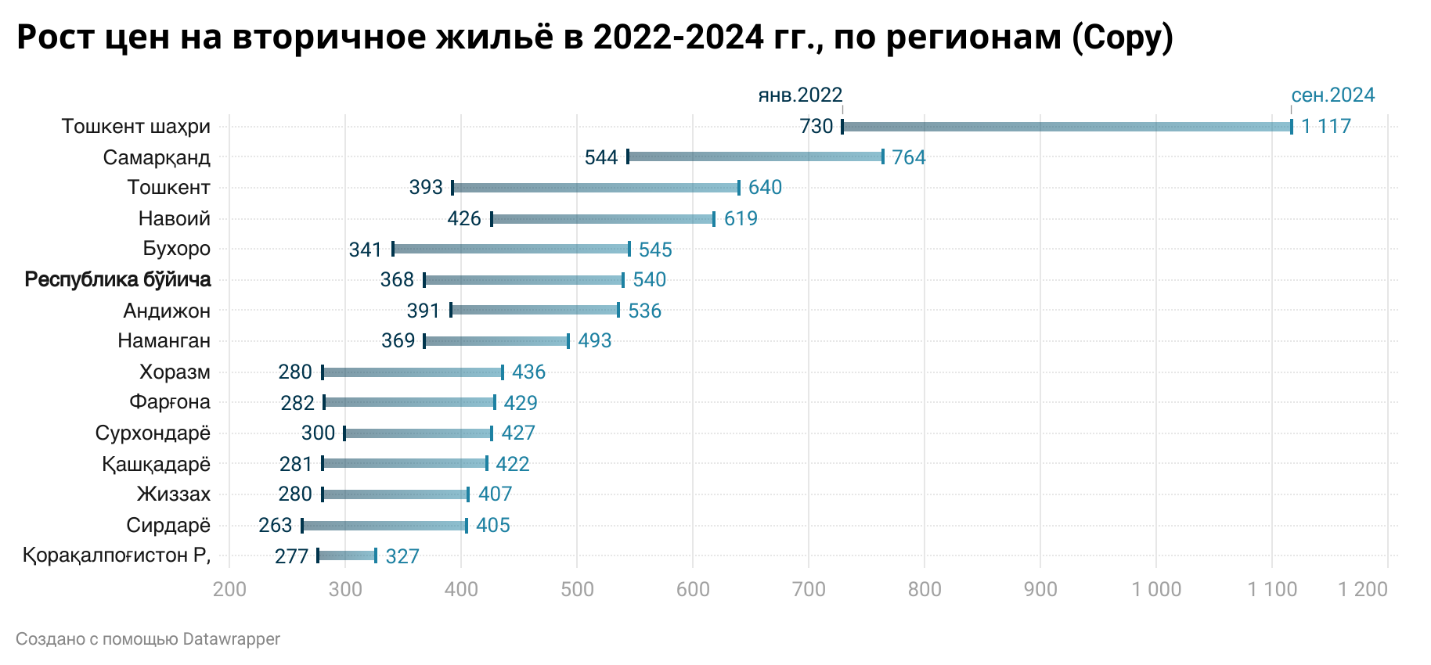 Рост цен на вторичное жильё в 2022-2024 гг., по регионам (Copy)
янв.2022 сен.2024
Тошкент шаҳри 730 1 117
Самарқанд 544 764
Тошкент 393 640
Навоий 426 619
Бухоро 341 545
Республика бўйича 368 540
Андижон 391 536
Наманган 369 493
Хоразм 280 436
Фарғона 282 429
Сурхондарё 300 427
Қашқадарё 281 422
Жиззах 280 407
Сирдарё 263 405
Қорақалпоғистон Р, 277 327
200 300 400 500 600 700 800 900 1 000 1 100 1 200
Создано с помощью Datawrapper